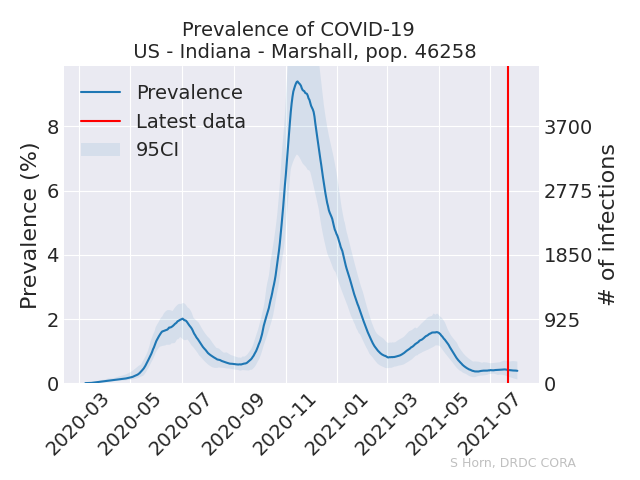 Prevalence of COVID-19
US - Indiana - Marshall, pop. 46258
Prevalence
Latest data
95CI
Prevalence (%)
8
6
4
2
0
3700
2775
1850
925
0
# of infections
2020-03
2020-05
2020-07
2020-09
2020-11
2021-01
2021-03
2021-05
2021-07
S Horn, DRDC CORA